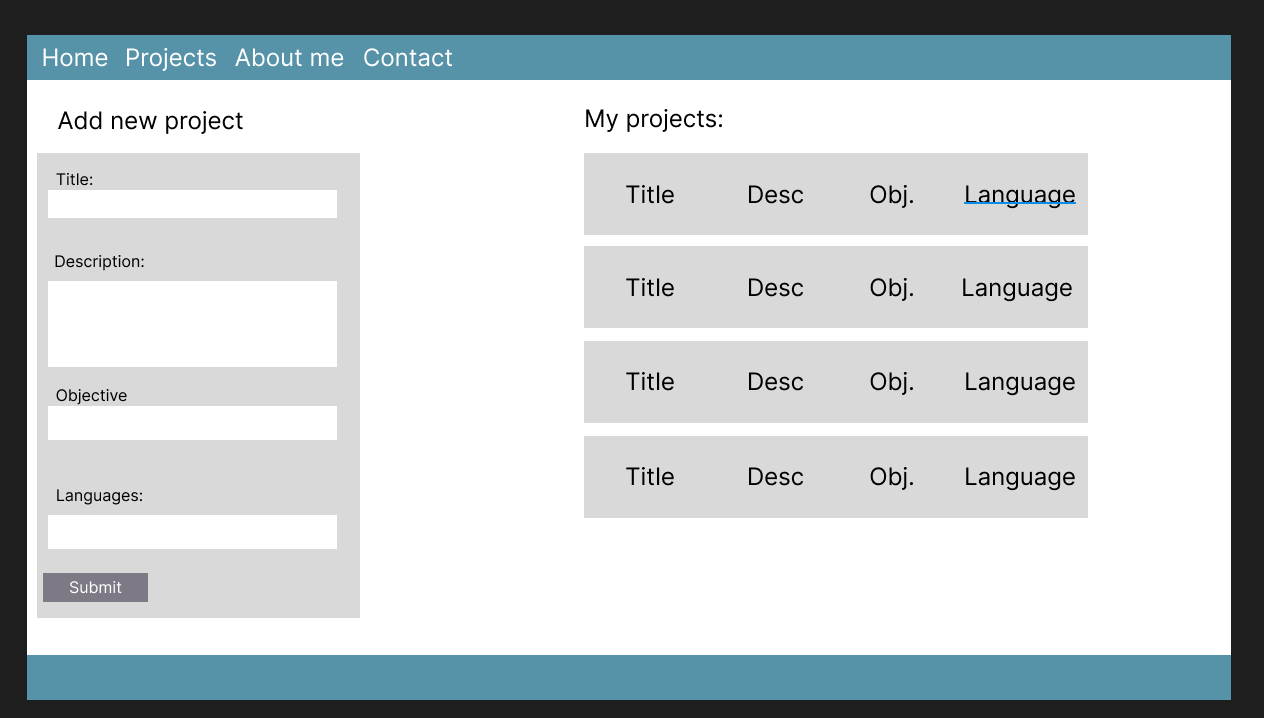 Home Projects About me Contact
Add new project
Title:
Description:
Objective
Languages:
Submit
My projects:
Title Desc Obj. Language
Title Desc Obj. Language
Title Desc Obj. Language
Title Desc Obj. Language